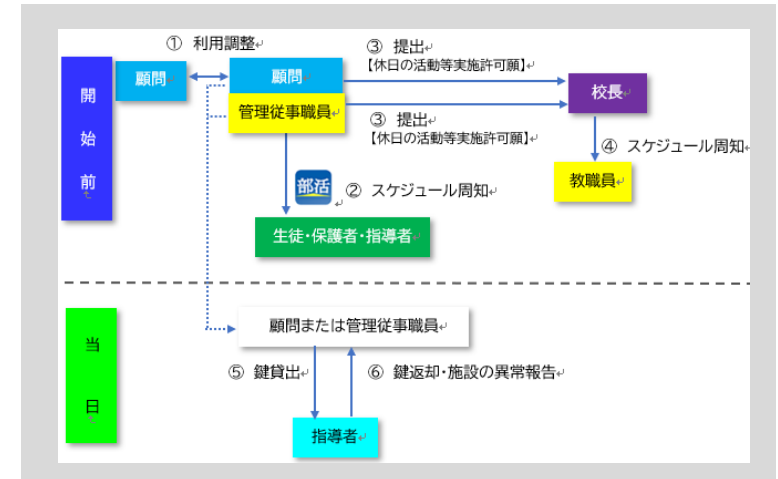 ① 利用調整
③ 提出
【休日の活動等実施許可願】
開始前
顧問
顧問
管理従事職員
校長
③ 提出
【休日の活動等実施許可願】
④ スケジュール周知
部活
② スケジュール周知
教職員
生徒・保護者・指導者
当日
顧問または管理従事職員
⑤ 鍵貸出
⑥ 鍵返却・施設の異常報告
指導者